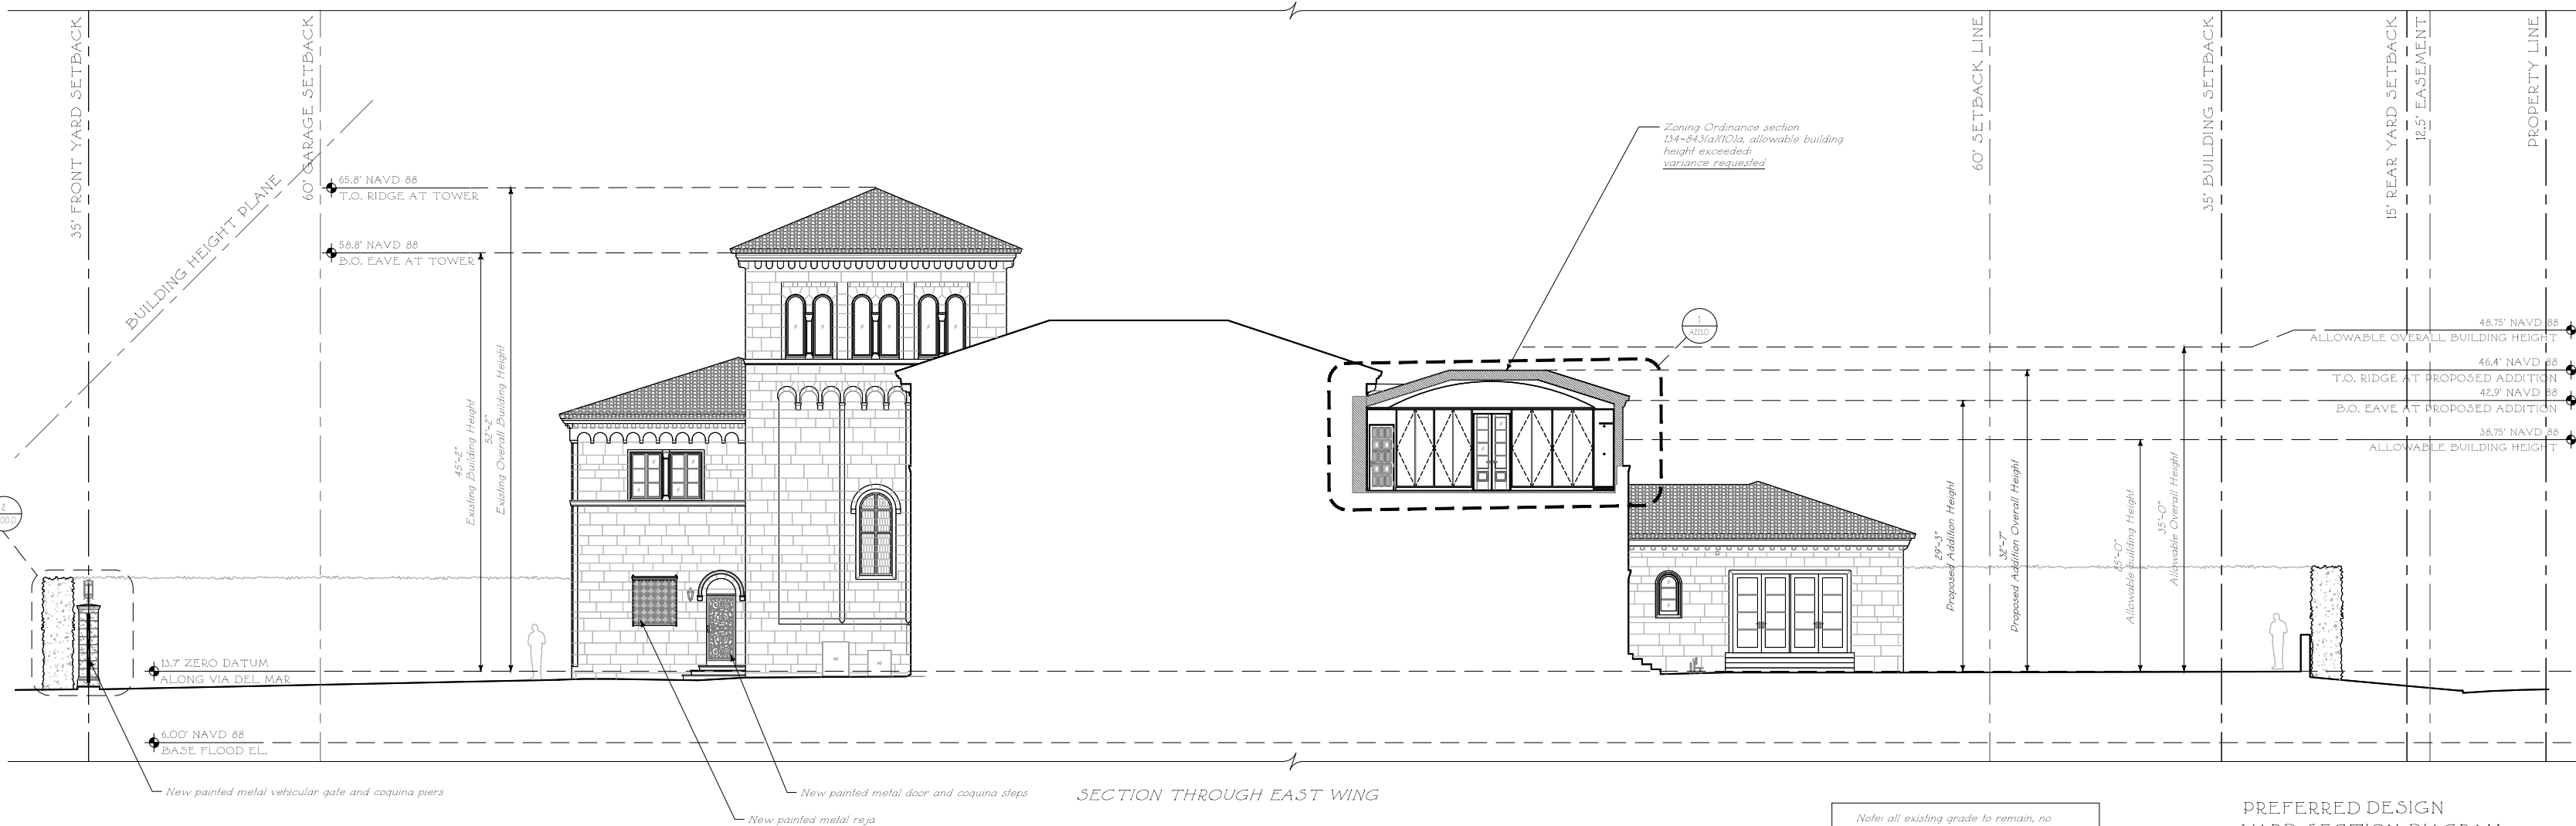 35' FRONT YARD SETBACK
60' GARAGE SETBACK
BUILDING HEIGHT PLANE
65.8' NAVD 88
T.O. RIDGE AT TOWER
58.8' NAVD 88
B.O. EAVE AT TOWER
45'-2"
Existing Building Height
52'-2"
Existing Overall Building Height
Zoning Ordinance section
134-843(a)(10)a, allowable building
height exceeded:
variance requested
1
A221.0
60' SETBACK LINE
35' BUILDING SETBACK
15' REAR YARD SETBACK
12.5' EASEMENT
PROPERTY LINE
48.75' NAVD 88
ALLOWABLE OVERALL BUILDING HEIGHT
46.4' NAVD 88
T.O. RIDGE AT PROPOSED ADDITION
42.9' NAVD 88
B.O. EAVE AT PROPOSED ADDITION
38.75' NAVD 88
ALLOWABLE BUILDING HEIGHT
29'-3"
Proposed Addition Height
32'-7"
Proposed Addition Overall Height
25'-0"
Allowable Building Height
35'-0"
Allowable Overall Height
13.7' ZERO DATUM
ALONG VIA DEL MAR
6.00' NAVD 88
BASE FLOOD EL.
New painted metal vehicular gate and coquina piers
New painted metal door and coquina steps
New painted metal reja
SECTION THROUGH EAST WING
Note: all existing grade to remain, no
PREFERRED DESIGN
YARD SECTION DIAGRAM